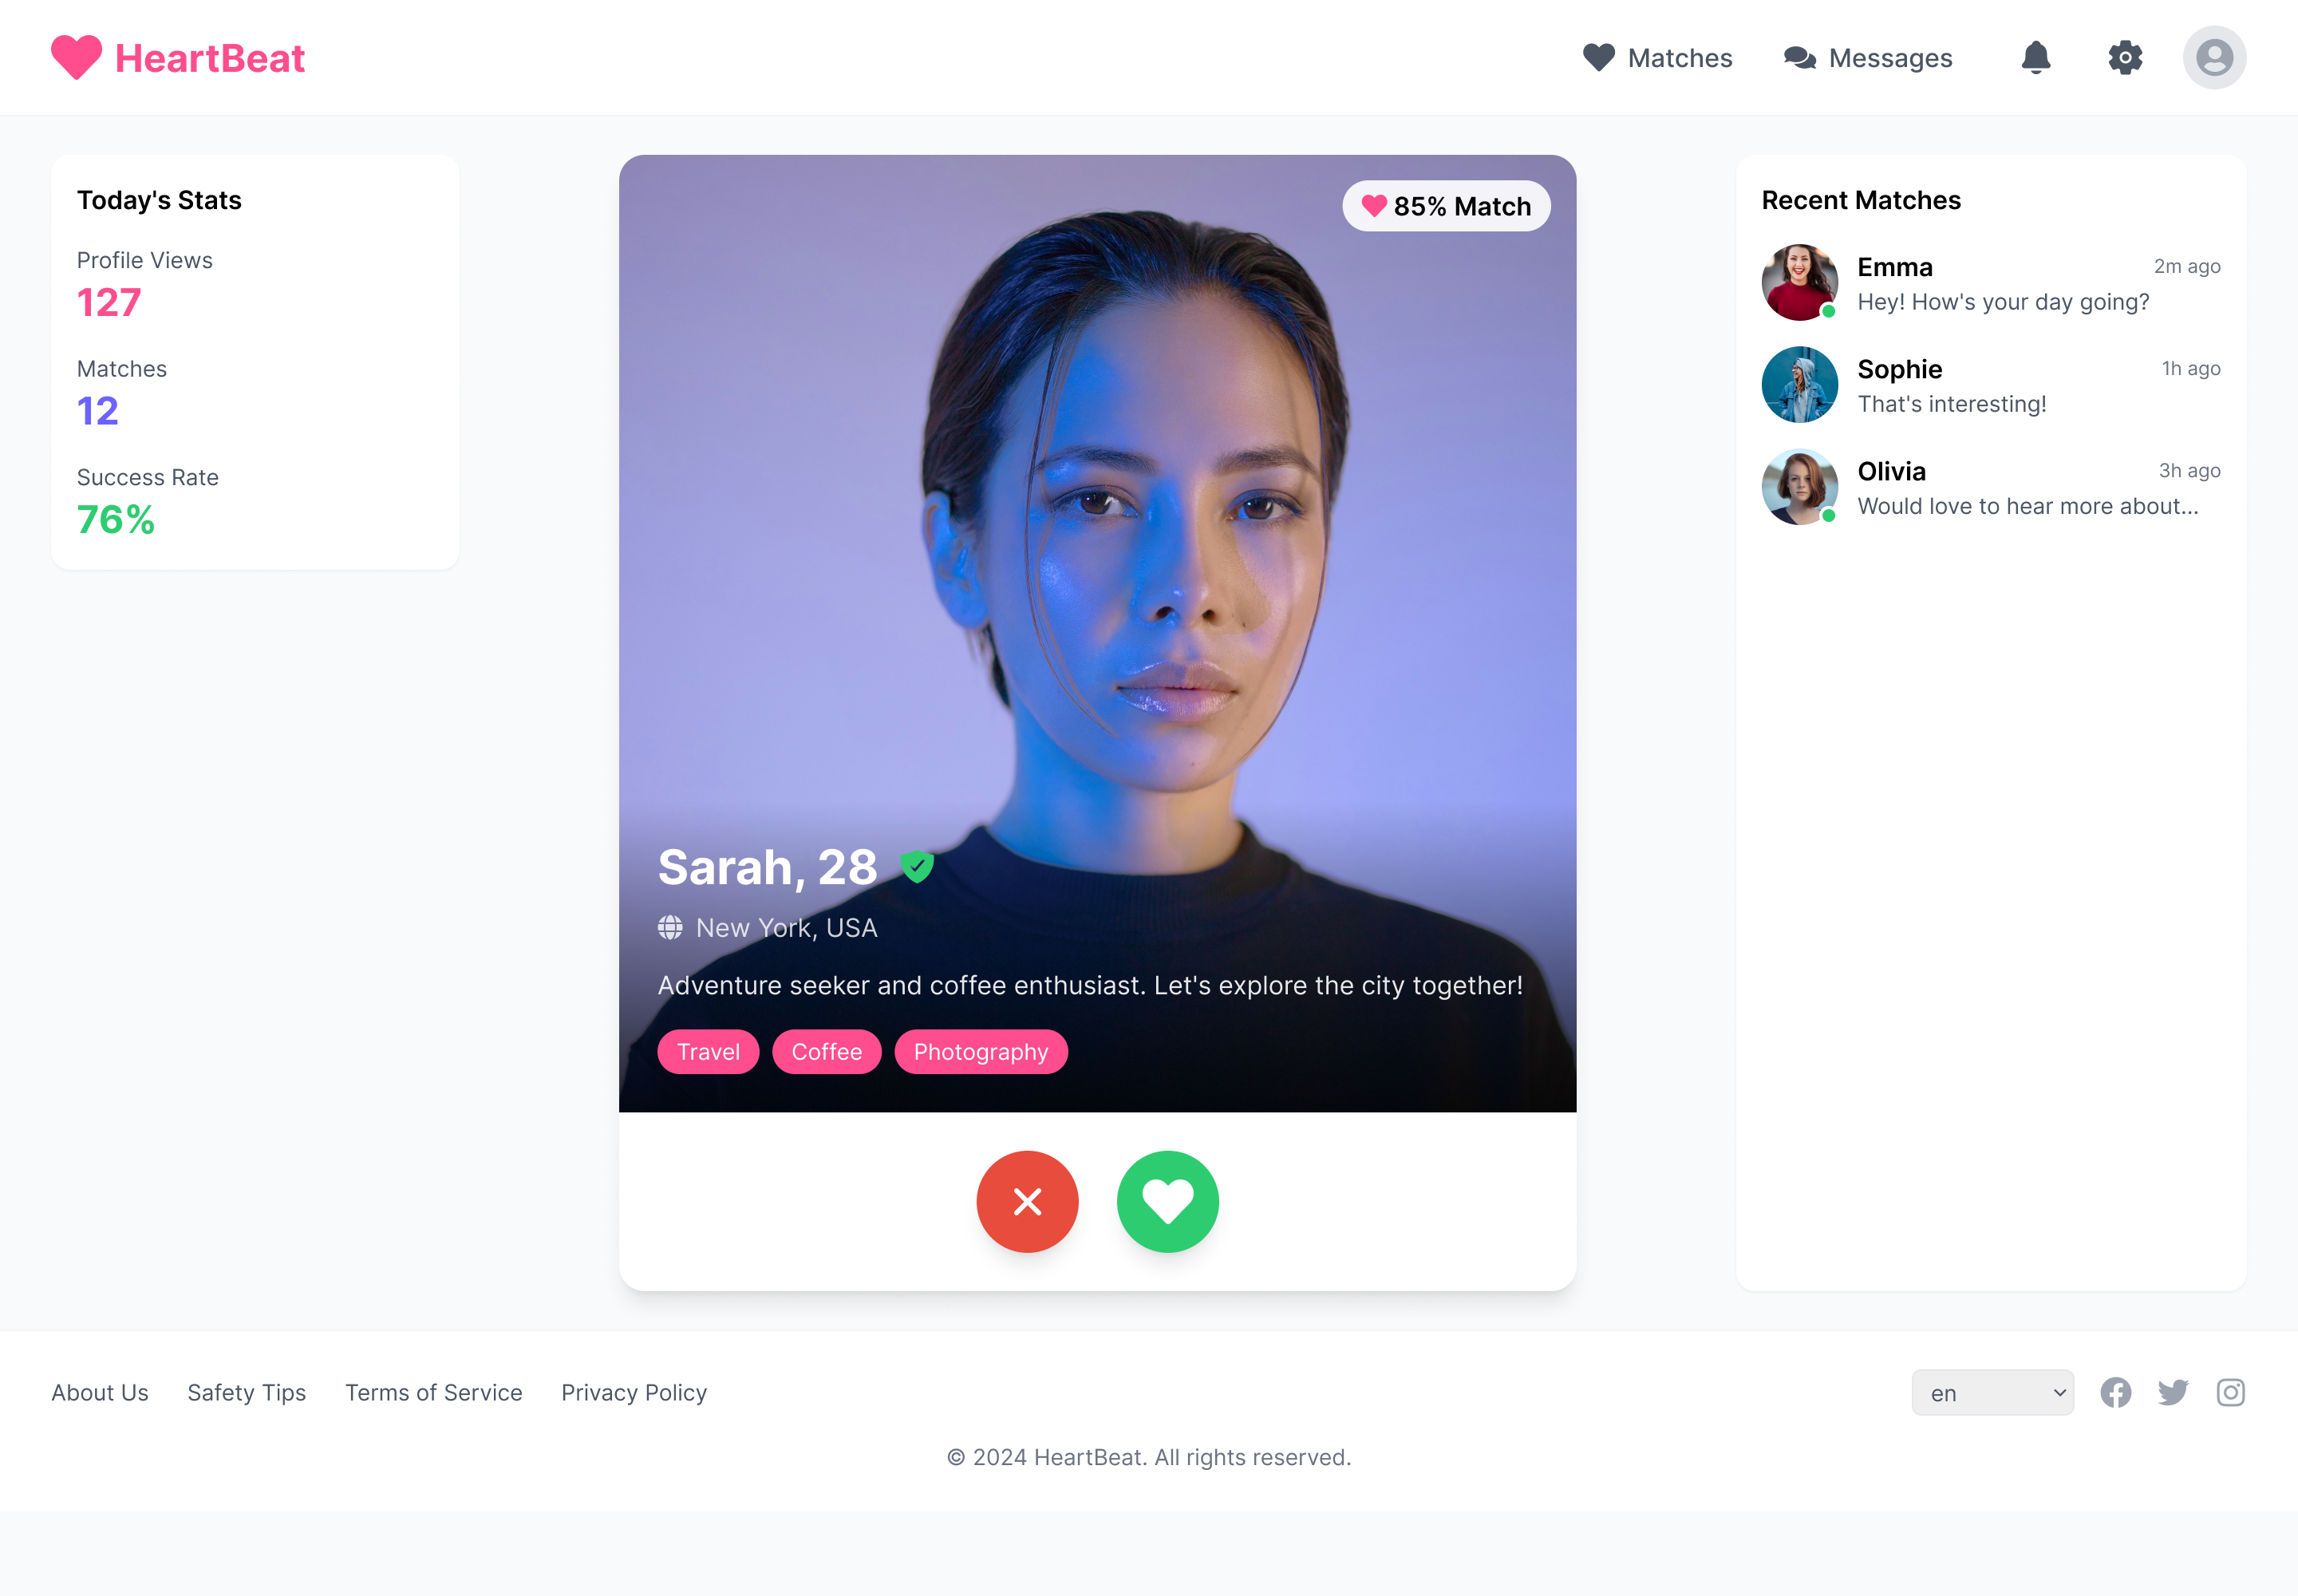 HeartBeat
Matches
Messages
Today's Stats
Profile Views
127
Matches
12
Success Rate
76%
85% Match
Sarah, 28
New York, USA
Adventure seeker and coffee enthusiast. Let's explore the city together!
Travel
Coffee
Photography
Recent Matches
Emma
2m ago
Hey! How's your day going?
Sophie
1h ago
That's interesting!
Olivia
3h ago
Would love to hear more about...
About Us
Safety Tips
Terms of Service
Privacy Policy
en
© 2024 HeartBeat. All rights reserved.